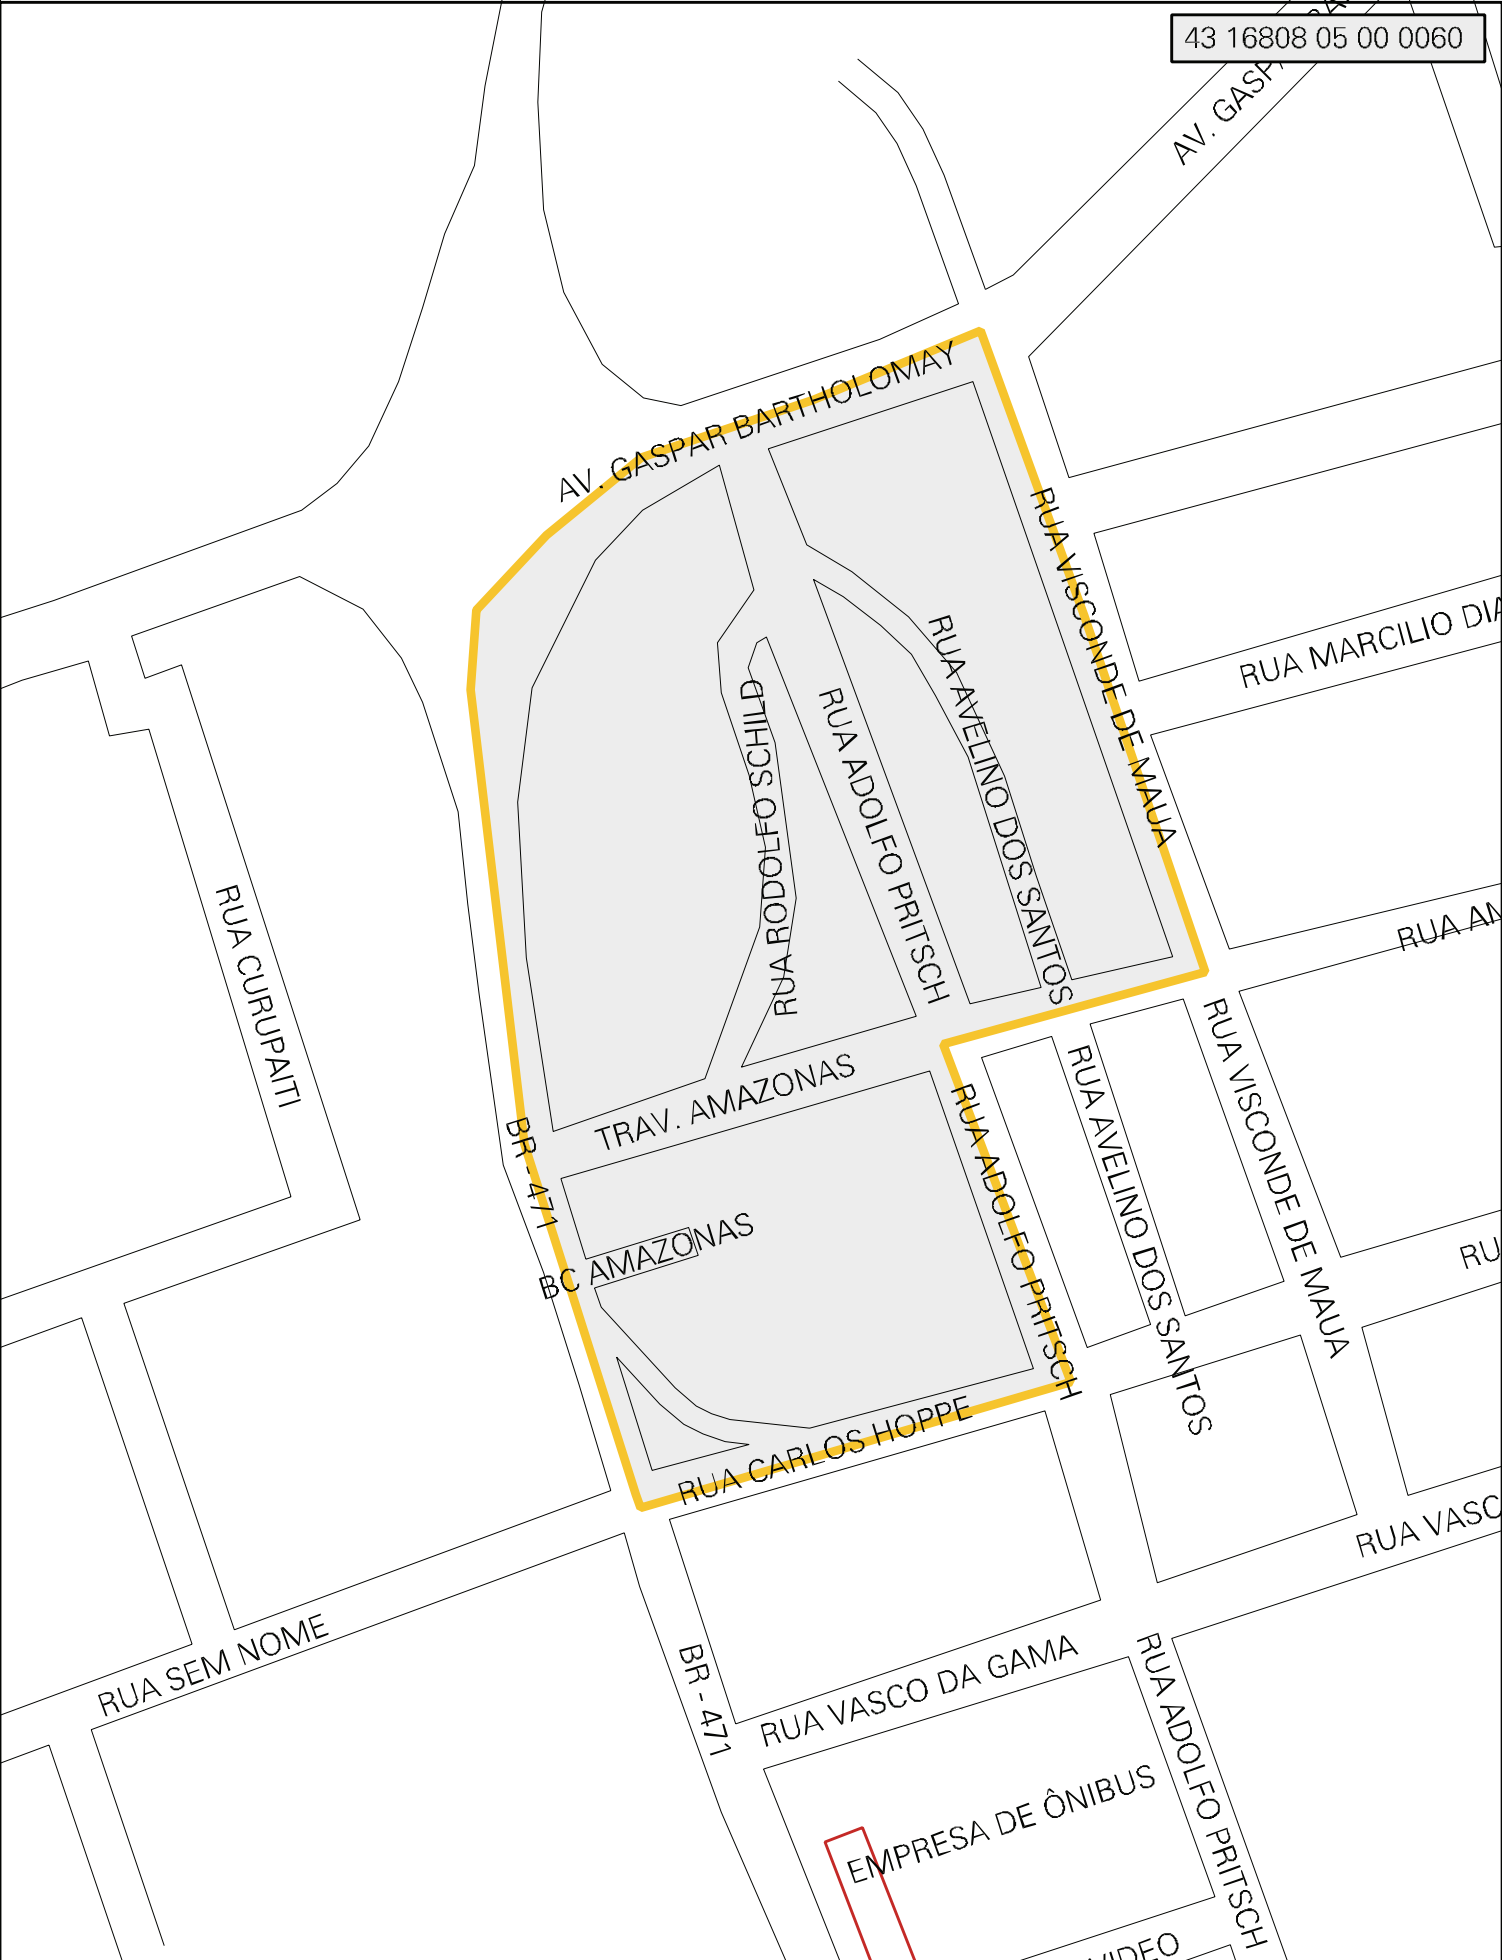 43 16808 05 00 0060
AV. GASPAR BARTHOLOMAY
RUA VISCONDE DE MAUA
RUA MARCILIO
RUA AVELINO DOS SANTOS
RUA RODOLFO SCHILD
RUA ADOLFO PRITSCH
RUA CURUPAITI
RUA
TRAV. AMAZONAS
RUA VISCONDE DE MAUA
RUA AVELINO DOS SANTOS
RUA ADOLFO PRITSCH
BR - 471
BC AMAZONAS
RUA CARLOS HOPPE
RUA SEM NOME
BR - 471
RUA VASCO DA GAMA
RUA VASC
RUA ADOLFO PRITSCH
EMPRESA DE ÔNIBUS